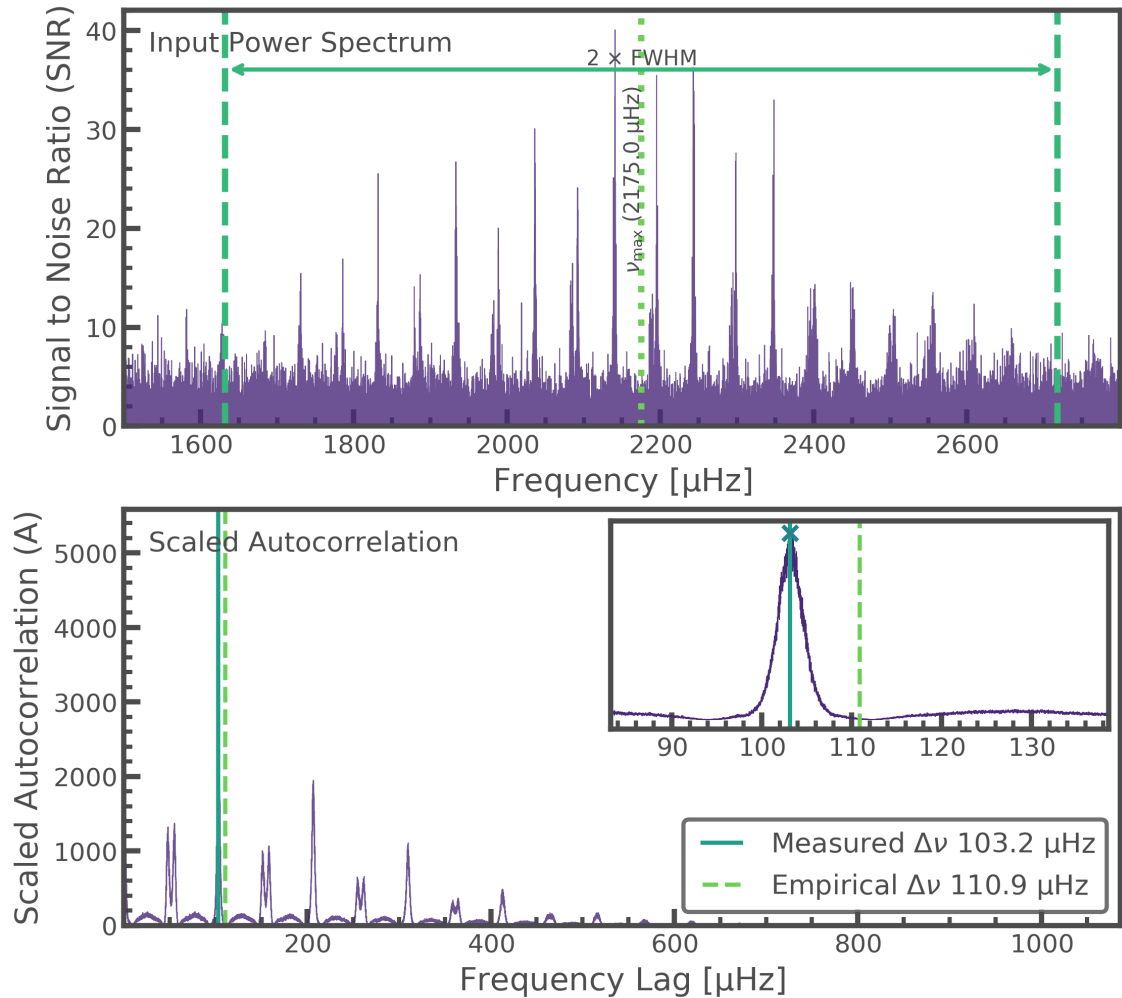 Input Power Spectrum
2 × FWHM
ν_max (2175.0 μHz)
Signal to Noise Ratio (SNR)
40
30
20
10
0
1600 1800 2000 2200 2400 2600
Frequency [μHz]
Scaled Autocorrelation
Scaled Autocorrelation (A)
5000
4000
3000
2000
1000
0
90 100 110 120 130
Measured Δν 103.2 μHz
Empirical Δν 110.9 μHz
200 400 600 800 1000
Frequency Lag [μHz]